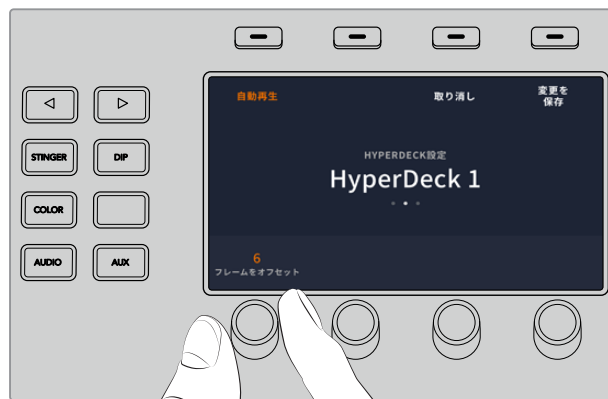 自動再生
取り消し
変更を
保存
HYPERDECK設定
HyperDeck 1
6
フレームをオフセット
STINGER
DIP
COLOR
AUDIO
AUX